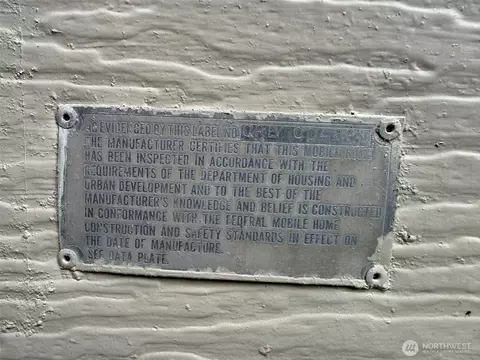 AS EVIDENCED BY THIS LABEL NO.
THE MANUFACTURER CERTIFIES THAT THIS MOBILE HOME
HAS BEEN INSPECTED IN ACCORDANCE WITH THE
REQUIREMENTS OF THE DEPARTMENT OF HOUSING AND
URBAN DEVELOPMENT AND TO THE BEST OF THE
MANUFACTURER'S KNOWLEDGE AND BELIEF IS CONSTRUCTED
IN CONFORMANCE WITH THE FEDERAL MOBILE HOME
CONSTRUCTION AND SAFETY STANDARDS IN EFFECT ON
THE DATE OF MANUFACTURE.
SEE DATA PLATE.
NORTHWEST